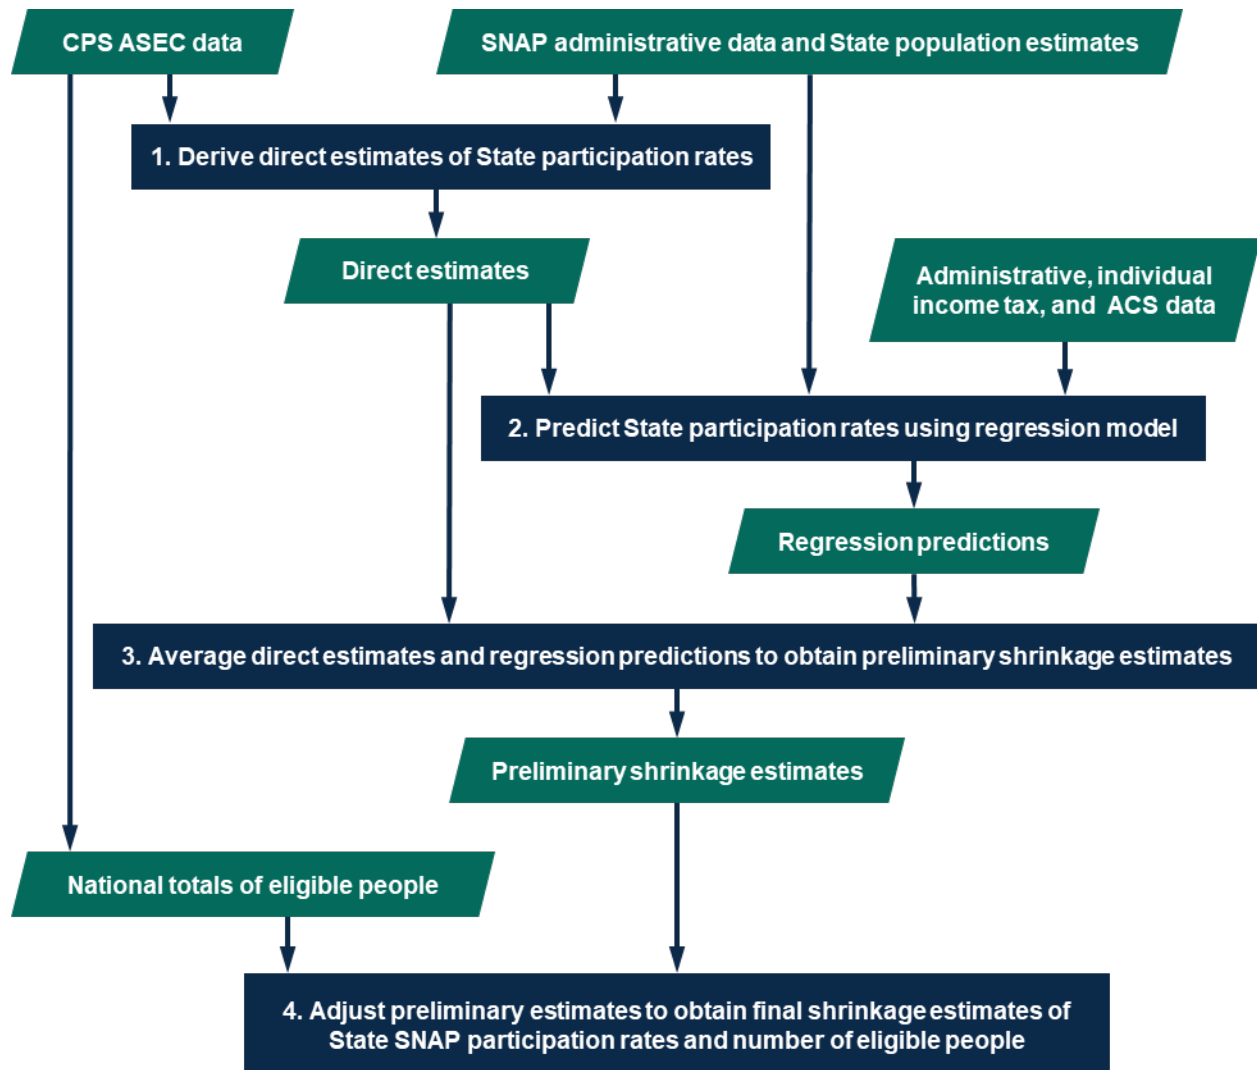 CPS ASEC data
SNAP administrative data and State population estimates
1. Derive direct estimates of State participation rates
Direct estimates
Administrative, individual
income tax, and ACS data
2. Predict State participation rates using regression model
Regression predictions
3. Average direct estimates and regression predictions to obtain preliminary shrinkage estimates
Preliminary shrinkage estimates
National totals of eligible people
4. Adjust preliminary estimates to obtain final shrinkage estimates of
State SNAP participation rates and number of eligible people